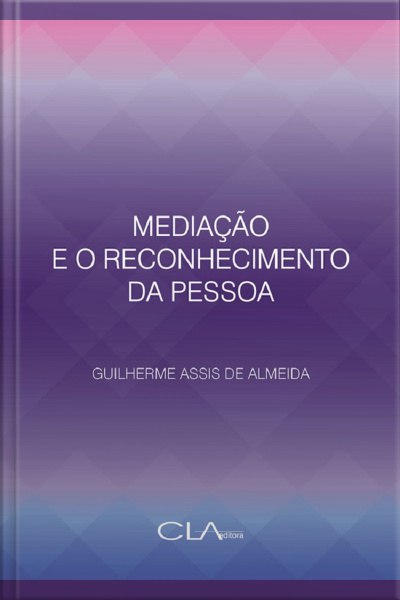 MEDIAÇÃO
E O RECONHECIMENTO
DA PESSOA
GUILHERME ASSIS DE ALMEIDA
CLA editora